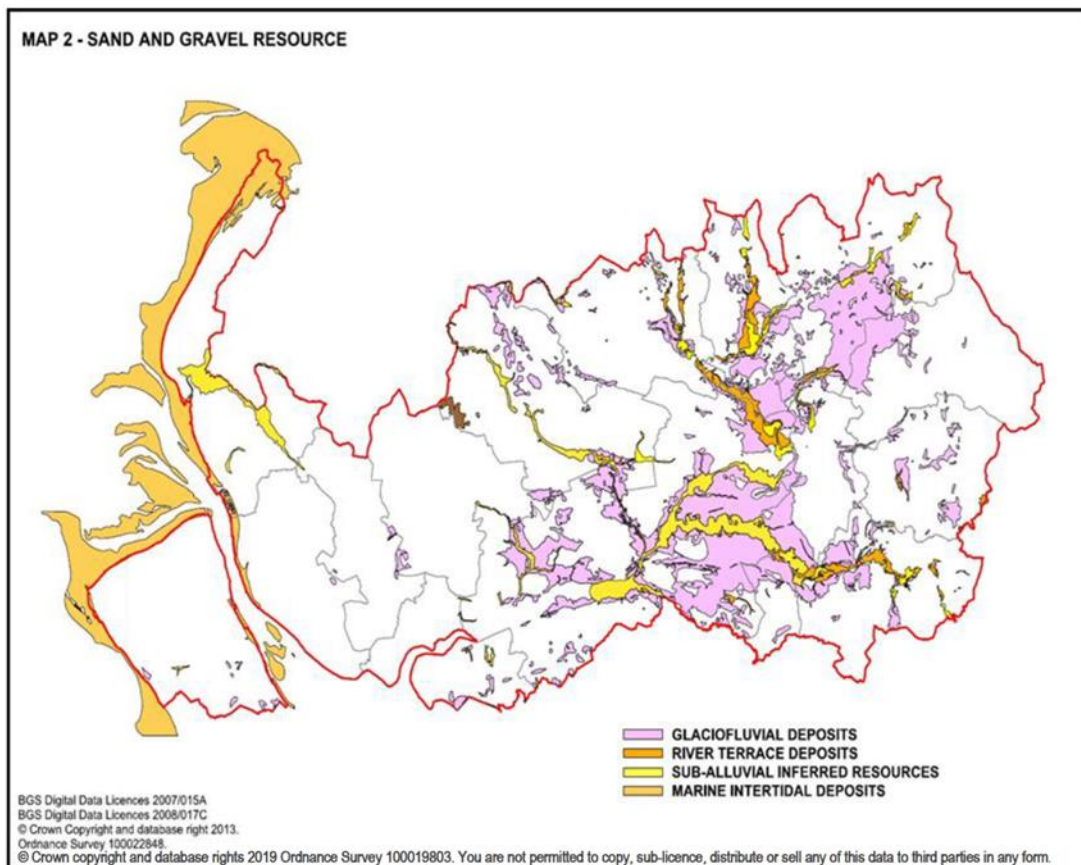 MAP 2 - SAND AND GRAVEL RESOURCE
GLACIOFLUVIAL DEPOSITS
RIVER TERRACE DEPOSITS
SUB-ALLUVIAL INFERRED RESOURCES
MARINE INTERTIDAL DEPOSITS
BGS Digital Data Licences 2007/015A
BGS Digital Data Licences 2008/017C
© Crown Copyright and database right 2013.
Ordnance Survey 100022848.
© Crown copyright and database rights 2019 Ordnance Survey 100019803. You are not permitted to copy, sub-licence, distribute or sell any of this data to third parties in any form.